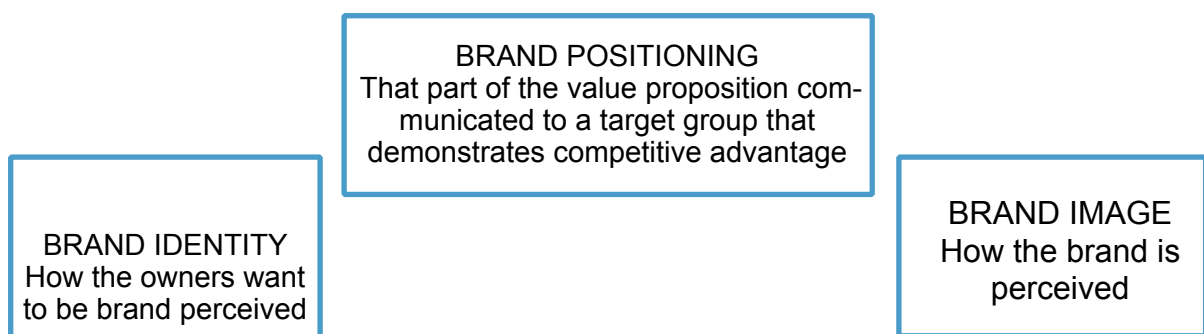 BRAND POSITIONING
That part of the value proposition com-
municated to a target group that
demonstrates competitive advantage
BRAND IDENTITY
How the owners want
to be brand perceived
BRAND IMAGE
How the brand is
perceived